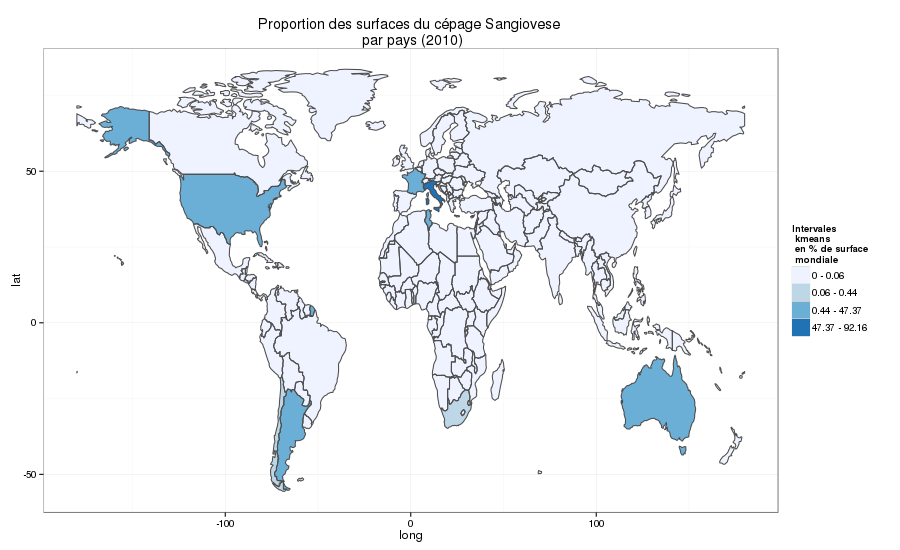 Proportion des surfaces du cépage Sangiovese
par pays (2010)
50
0
-50
lat
-100
0
100
long
Intervales
kmeans
en % de surface
mondiale
0 - 0.06
0.06 - 0.44
0.44 - 47.37
47.37 - 92.16